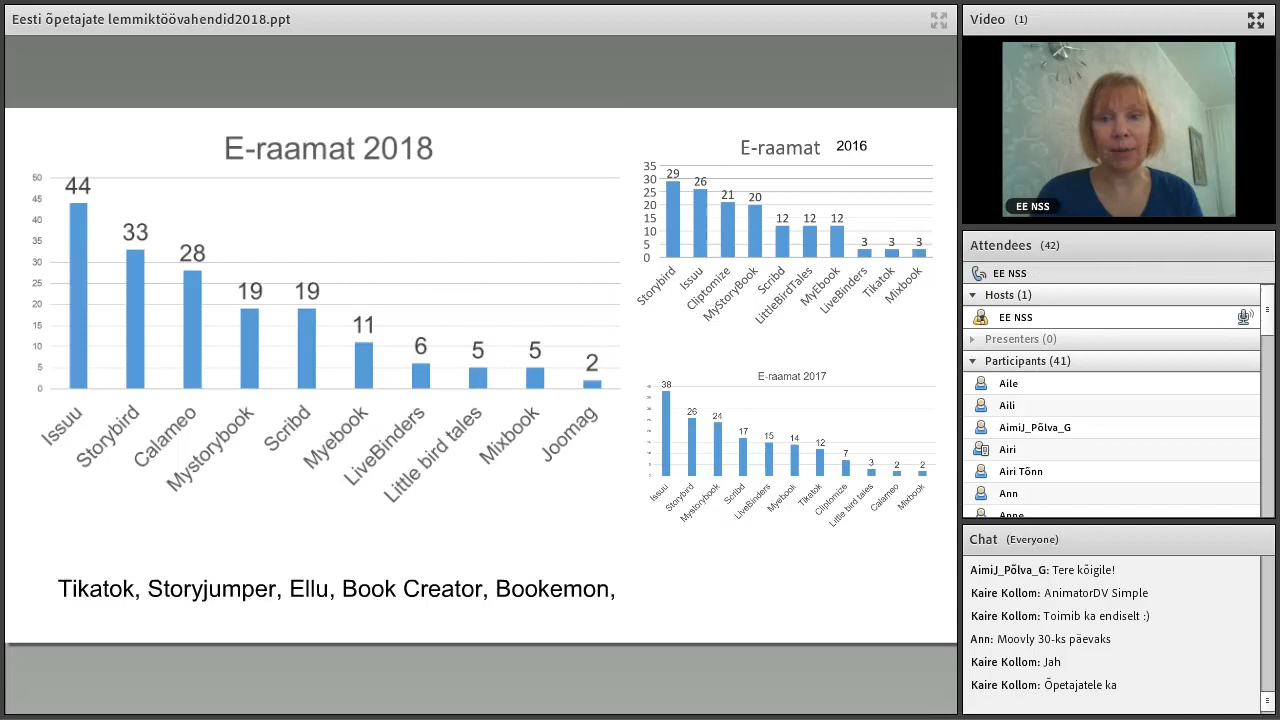 Eesti õpetajate lemmiktöövahendid2018.ppt
E-raamat 2018
50
45
40
35
30
25
20
15
10
5
0
44
33
28
19
19
11
6
5
5
2
Issuu
Storybird
Calameo
Mystorybook
Scribd
Myebook
LiveBinders
Little bird tales
Mixbook
Joomag
E-raamat 2016
35
30
25
20
15
10
5
0
29
26
21
20
12
12
12
3
3
3
Storybird
Issuu
Cliptomize
MyStoryBook
Scribd
LittleBirdTales
MyEbook
LiveBinders
Tikatok
Mixbook
E-raamat 2017
38
26
24
17
15
14
12
7
3
2
2
Issuu
Storybird
Mystorybook
Scribd
LiveBinders
Myebook
Tikatok
Cliptomize
Little bird tales
Calameo
Mixbook
Tikatok, Storyjumper, Ellu, Book Creator, Bookemon,
Video (1)
EE NSS
Attendees (42)
EE NSS
Hosts (1)
EE NSS
Presenters (0)
Participants (41)
Aile
Aili
AimiJ_Põlva_G
Airi
Airi Tõnn
Ann
Anne
Chat (Everyone)
AimiJ_Põlva_G: Tere kõigile!
Kaire Kollom: AnimatorDV Simple
Kaire Kollom: Toimib ka endiselt :)
Ann: Moovly 30-ks päevaks
Kaire Kollom: Jah
Kaire Kollom: Õpetajatele ka